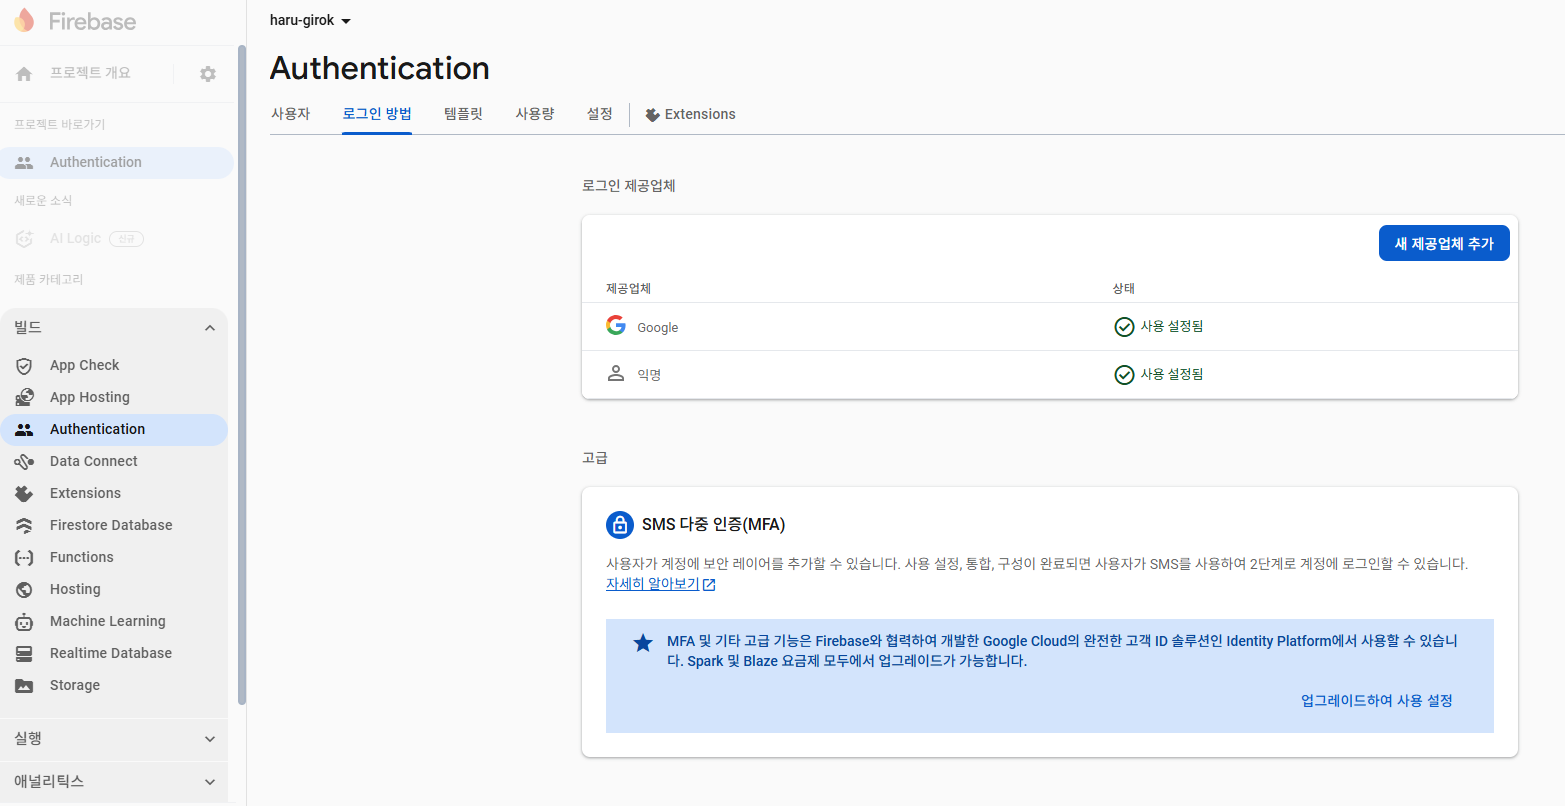 Firebase
프로젝트 개요
프로젝트 바로가기
Authentication
새로운 소식
AI Logic 신규
제품 카테고리
빌드
App Check
App Hosting
Authentication
Data Connect
Extensions
Firestore Database
Functions
Hosting
Machine Learning
Realtime Database
Storage
실행
애널리틱스
haru-girok
Authentication
사용자 로그인 방법 템플릿 사용량 설정 Extensions
로그인 제공업체
새 제공업체 추가
제공업체 상태
Google 사용 설정됨
익명 사용 설정됨
고급
SMS 다중 인증(MFA)
사용자가 계정에 보안 레이어를 추가할 수 있습니다. 사용 설정, 통합, 구성이 완료되면 사용자가 SMS를 사용하여 2단계로 계정에 로그인할 수 있습니다.
자세히 알아보기
MFA 및 기타 고급 기능은 Firebase와 협력하여 개발한 Google Cloud의 완전한 고객 ID 솔루션인 Identity Platform에서 사용할 수 있습니
다. Spark 및 Blaze 요금제 모두에서 업그레이드가 가능합니다.
업그레이드하여 사용 설정